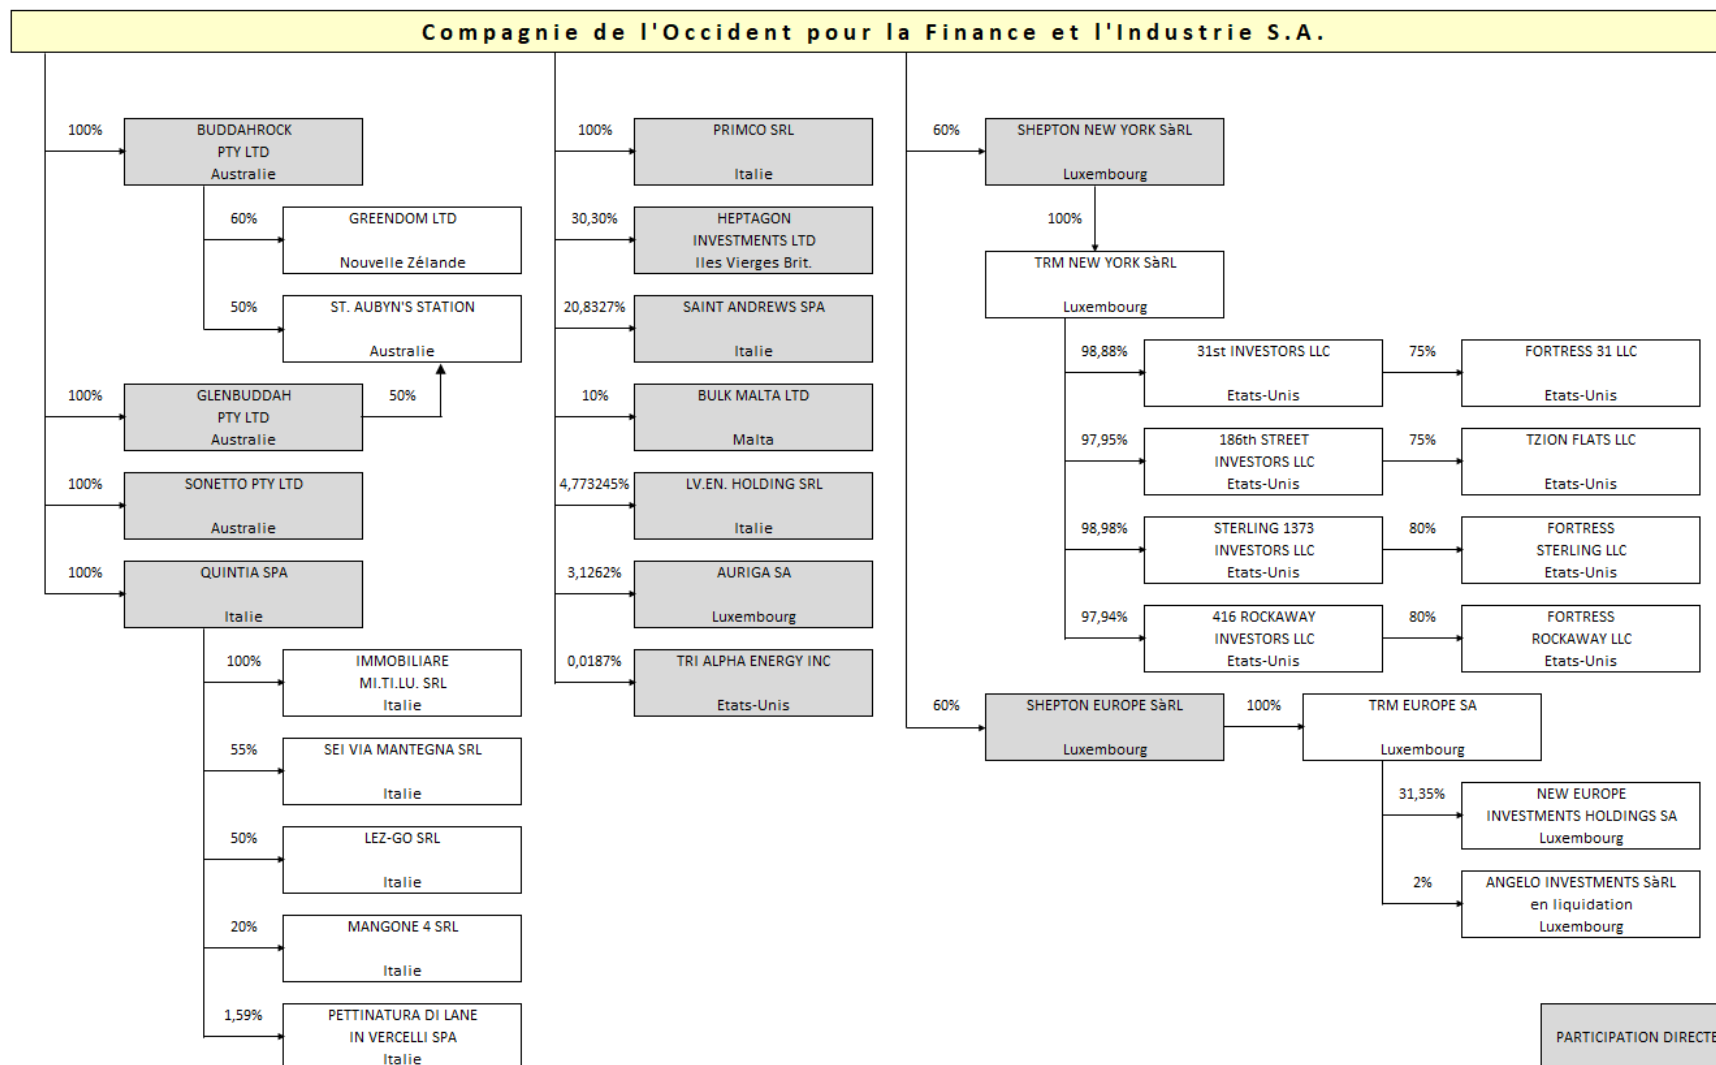 Compagnie de l'Occident pour la Finance et l'Industrie S.A.
100%
BUDDAHROCK
PTY LTD
Australie
60%
GREENDOM LTD
Nouvelle Zélande
50%
ST. AUBYN'S STATION
Australie
100%
GLENBUDDAH
PTY LTD
Australie
50%
100%
SONETTO PTY LTD
Australie
100%
QUINTIA SPA
Italie
100%
IMMOBILIARE
MI.TI.LU. SRL
Italie
55%
SEI VIA MANTEGNA SRL
Italie
50%
LEZ-GO SRL
Italie
20%
MANGONE 4 SRL
Italie
1,59%
PETTINATURA DI LANE
IN VERCELLI SPA
Italie
100%
PRIMCO SRL
Italie
30,30%
HEPTAGON
INVESTMENTS LTD
Iles Vierges Brit.
20,8327%
SAINT ANDREWS SPA
Italie
10%
BULK MALTA LTD
Malta
4,773245%
LV.EN. HOLDING SRL
Italie
3,1262%
AURIGA SA
Luxembourg
0,0187%
TRI ALPHA ENERGY INC
Etats-Unis
60%
SHEPTON NEW YORK SàRL
Luxembourg
100%
TRM NEW YORK SàRL
Luxembourg
98,88%
31st INVESTORS LLC
Etats-Unis
75%
FORTRESS 31 LLC
Etats-Unis
97,95%
186th STREET
INVESTORS LLC
Etats-Unis
75%
TZION FLATS LLC
Etats-Unis
98,98%
STERLING 1373
INVESTORS LLC
Etats-Unis
80%
FORTRESS
STERLING LLC
Etats-Unis
97,94%
416 ROCKAWAY
INVESTORS LLC
Etats-Unis
80%
FORTRESS
ROCKAWAY LLC
Etats-Unis
60%
SHEPTON EUROPE SàRL
Luxembourg
100%
TRM EUROPE SA
Luxembourg
31,35%
NEW EUROPE
INVESTMENTS HOLDINGS SA
Luxembourg
2%
ANGELO INVESTMENTS SàRL
en liquidation
Luxembourg
PARTICIPATION DIRECTE